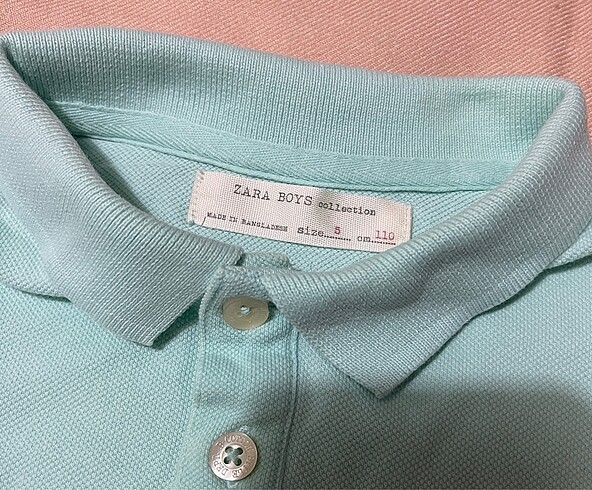 ZARA BOYS collection
MADE IN BANGLADESH size 5 cm 110